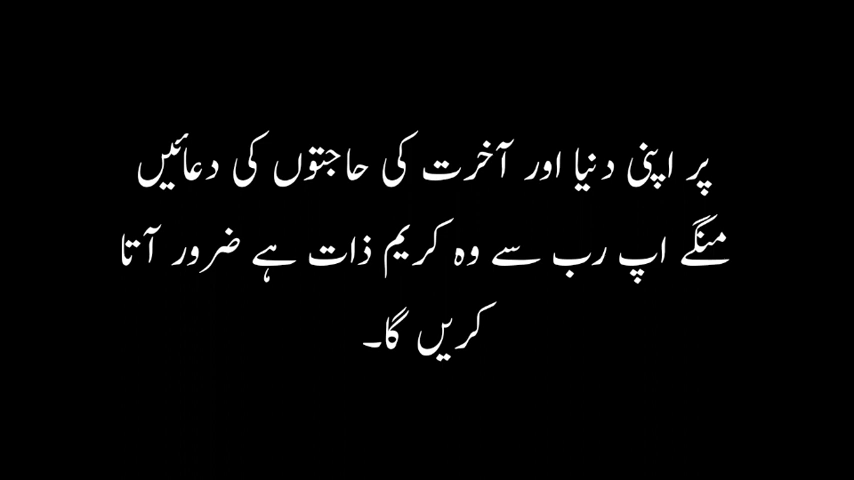 پر اپنی دنیا اور آخرت کی حاجتوں کی دعائیں
منگے اپ رب سے وہ کریم ذات ہے ضرور آتا
کریں گا۔